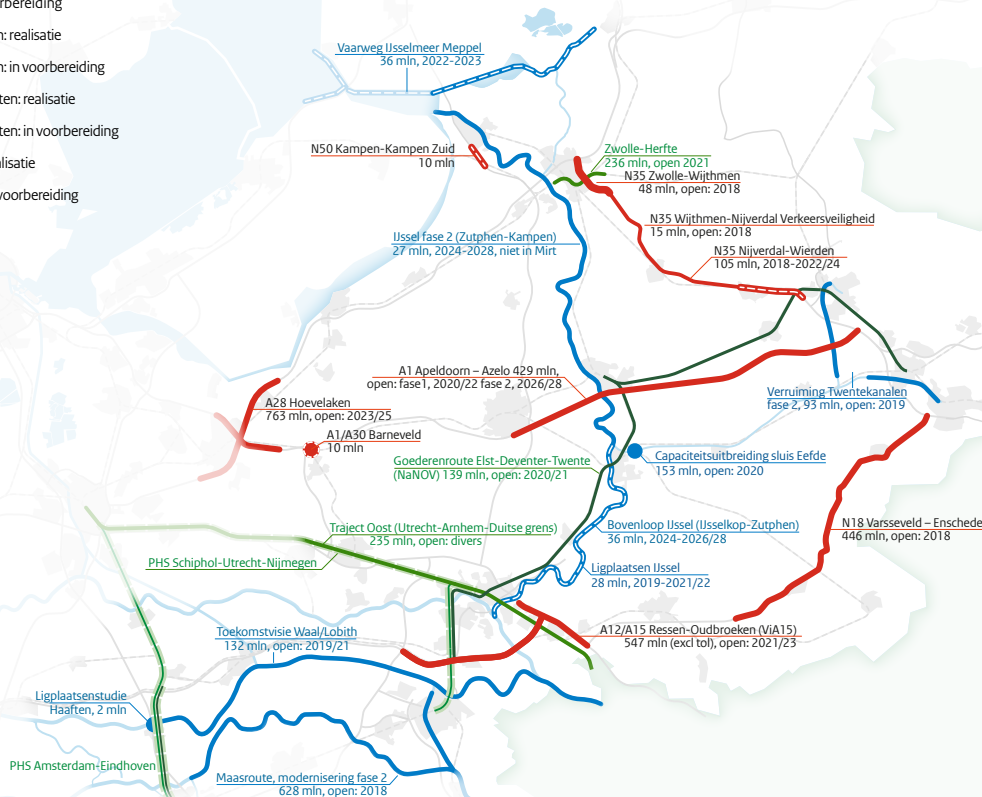 rbereiding
n: realisatie
n: in voorbereiding
ten: realisatie
ten: in voorbereiding
alisatie
voorbereiding
Vaarweg IJsselmeer Meppel
36 mln, 2022-2023
N50 Kampen-Kampen Zuid
10 mln
Zwolle-Herfte
236 mln, open 2021
N35 Zwolle-Wijthmen
48 mln, open: 2018
N35 Wijthmen-Nijverdal Verkeersveiligheid
15 mln, open: 2018
IJssel fase 2 (Zutphen-Kampen)
27 mln, 2024-2028, niet in Mirt
N35 Nijverdal-Wierden
105 mln, 2018-2022/24
A1 Apeldoorn – Azelo 429 mln,
open: fase1, 2020/22 fase 2, 2026/28
Verruiming Twentekanalen
fase 2, 93 mln, open: 2019
A28 Hoevelaken
763 mln, open: 2023/25
A1/A30 Barneveld
10 mln
Goederenroute Elst-Deventer-Twente
(NaNOV) 139 mln, open: 2020/21
Capaciteitsuitbreiding sluis Eefde
153 mln, open: 2020
Traject Oost (Utrecht-Arnhem-Duitse grens)
235 mln, open: divers
Bovenloop IJssel (IJsselkop-Zutphen)
36 mln, 2024-2026/28
N18 Varsseveld – Enschede
446 mln, open: 2018
PHS Schiphol-Utrecht-Nijmegen
Ligplaatsen IJssel
28 mln, 2019-2021/22
Toekomstvisie Waal/Lobith
132 mln, open: 2019/21
A12/A15 Ressen-Oudbroeken (ViA15)
547 mln (excl tol), open: 2021/23
Ligplaatsenstudie
Haaften, 2 mln
PHS Amsterdam-Eindhoven
Maasroute, modernisering fase 2
628 mln, open: 2018